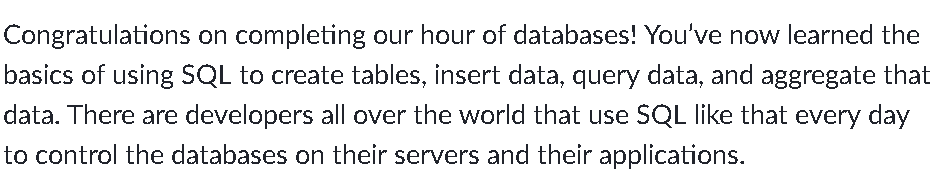 Congratulations on completing our hour of databases! You've now learned the
basics of using SQL to create tables, insert data, query data, and aggregate that
data. There are developers all over the world that use SQL like that every day
to control the databases on their servers and their applications.